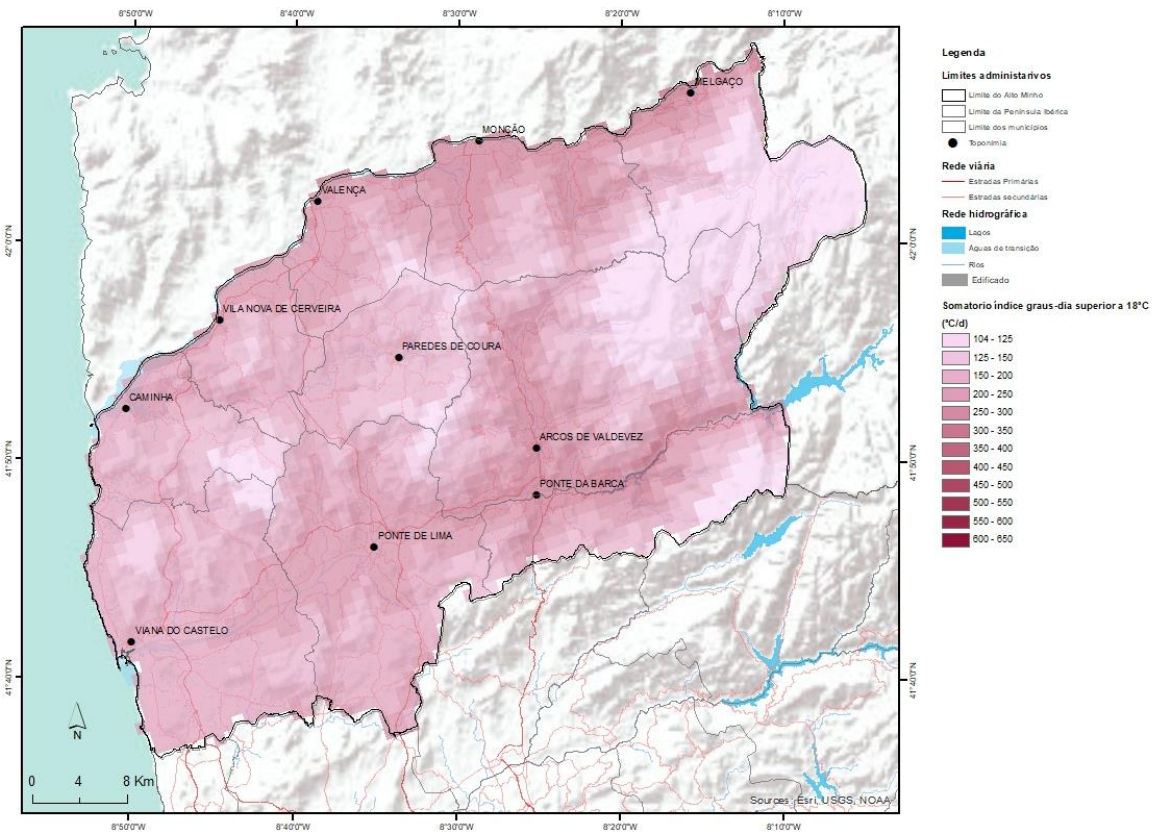 8°50'0"W 8°40'0"W 8°30'0"W 8°20'0"W 8°10'0"W
MELGAÇO
MONÇÃO
VALENÇA
42°0'0"N 42°0'0"N
VILA NOVA DE CERVEIRA
PAREDES DE COURA
CAMINHA
ARCOS DE VALDEVEZ
41°50'0"N 41°50'0"N
PONTE DA BARCA
PONTE DE LIMA
VIANA DO CASTELO
41°40'0"N 41°40'0"N
N
0 4 8 Km
Sources: Esri, USGS, NOAA
8°50'0"W 8°40'0"W 8°30'0"W 8°20'0"W 8°10'0"W
Legenda
Limites administarivos
Limite do Alto Minho
Limite da Península Ibérica
Limite dos municípios
Toponímia
Rede viária
Estradas Primárias
Estradas secundárias
Rede hidrográfica
Lagos
Águas de transição
Rios
Edificado
Somatorio índice graus-dia superior a 18°C
(°C/d)
104 - 125
125 - 150
150 - 200
200 - 250
250 - 300
300 - 350
350 - 400
400 - 450
450 - 500
500 - 550
550 - 600
600 - 650